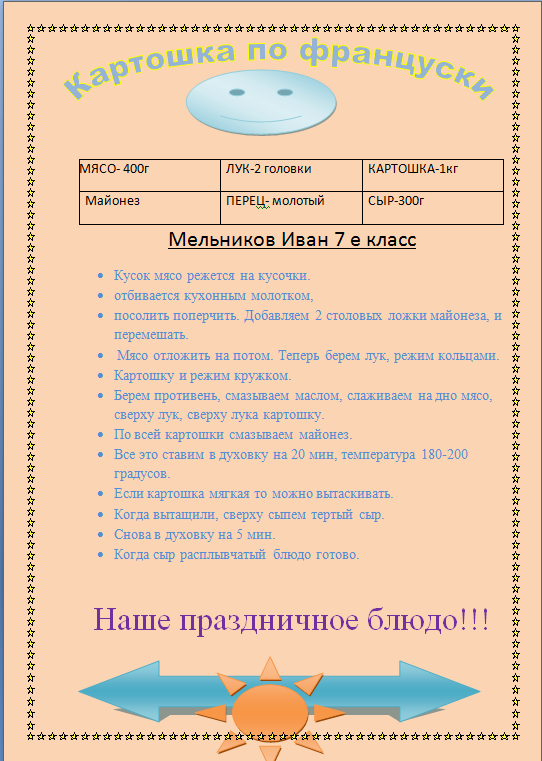 Картошка по француски
МЯСО- 400г ЛУК-2 головки КАРТОШКА-1кг
Майонез ПЕРЕЦ- молотый СЫР-300г
Мельников Иван 7 е класс
• Кусок мясо режется на кусочки.
• отбивается кухонным молотком,
• посолить поперчить. Добавляем 2 столовых ложки майонеза, и
перемешать.
• Мясо отложить на потом. Теперь берем лук, режим кольцами.
• Картошку и режим кружком.
• Берем противень, смазываем маслом, слаживаем на дно мясо,
сверху лук, сверху лука картошку.
• По всей картошки смазываем майонез.
• Все это ставим в духовку на 20 мин, температура 180-200
градусов.
• Если картошка мягкая то можно вытаскивать.
• Когда вытащили, сверху сыпем тертый сыр.
• Снова в духовку на 5 мин.
• Когда сыр расплывчатый блюдо готово.
Наше праздничное блюдо!!!